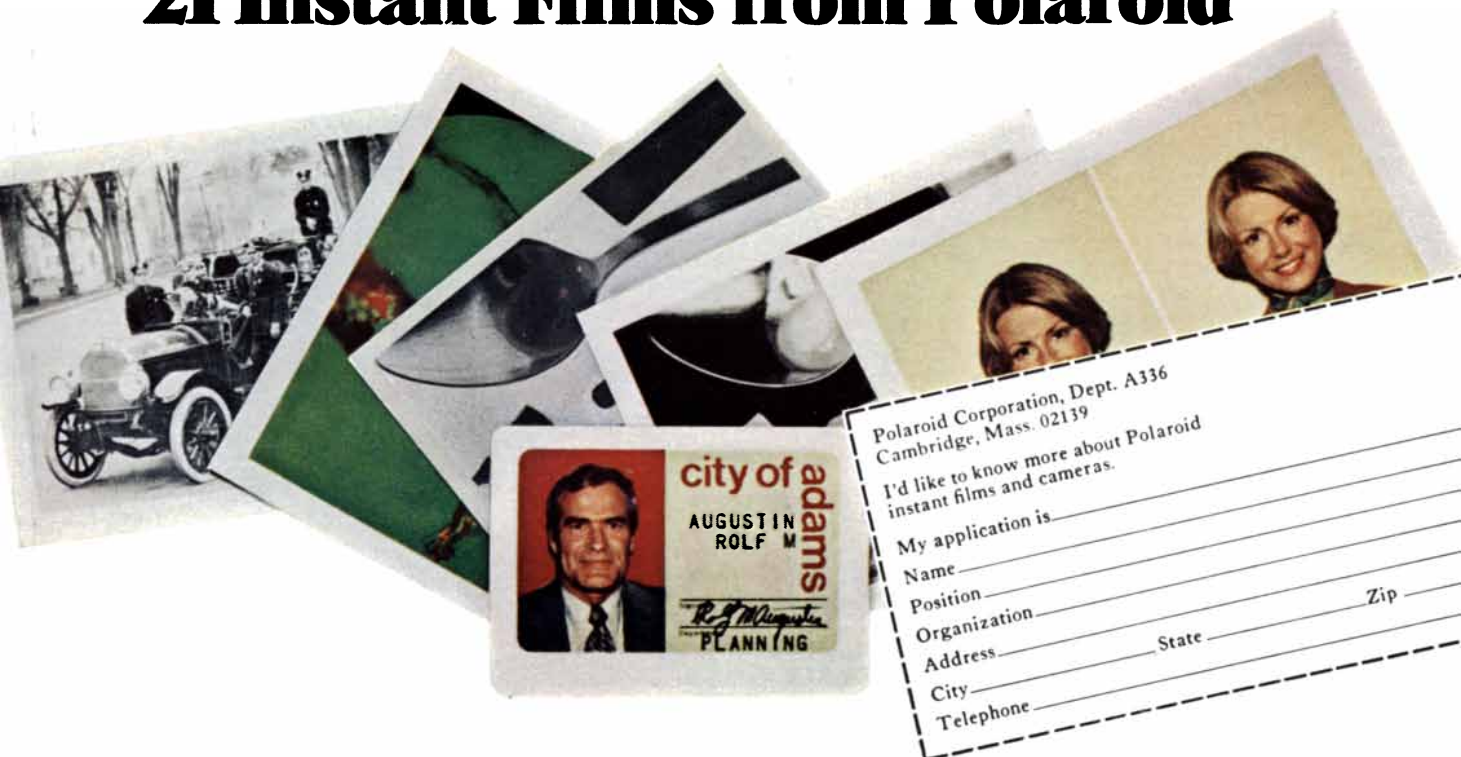 21 Instant Films from Polaroid
city of
adams
AUGUSTIN
ROLF M
PLANNING
Polaroid Corporation, Dept. A336
Cambridge, Mass. 02139
I'd like to know more about Polaroid
instant films and cameras.
My application is
Name
Position
Organization
Address
City State Zip
Telephone